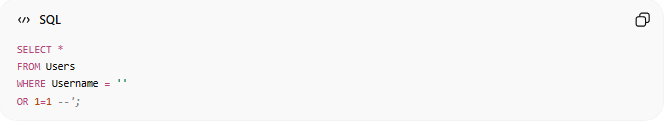 </> SQL
SELECT *
FROM Users
WHERE Username = ''
OR 1=1 --';